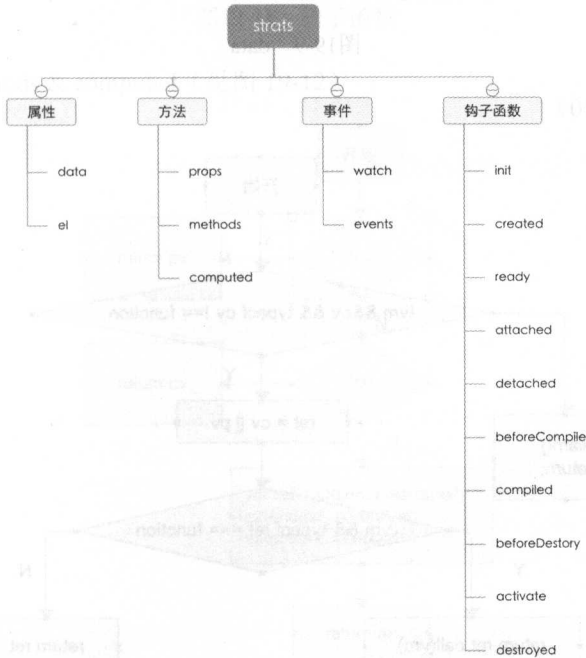 strats
属性
方法
事件
钩子函数
data
el
props
methods
computed
watch
events
init
created
ready
attached
detached
beforeCompile
compiled
beforeDestory
activate
destroyed